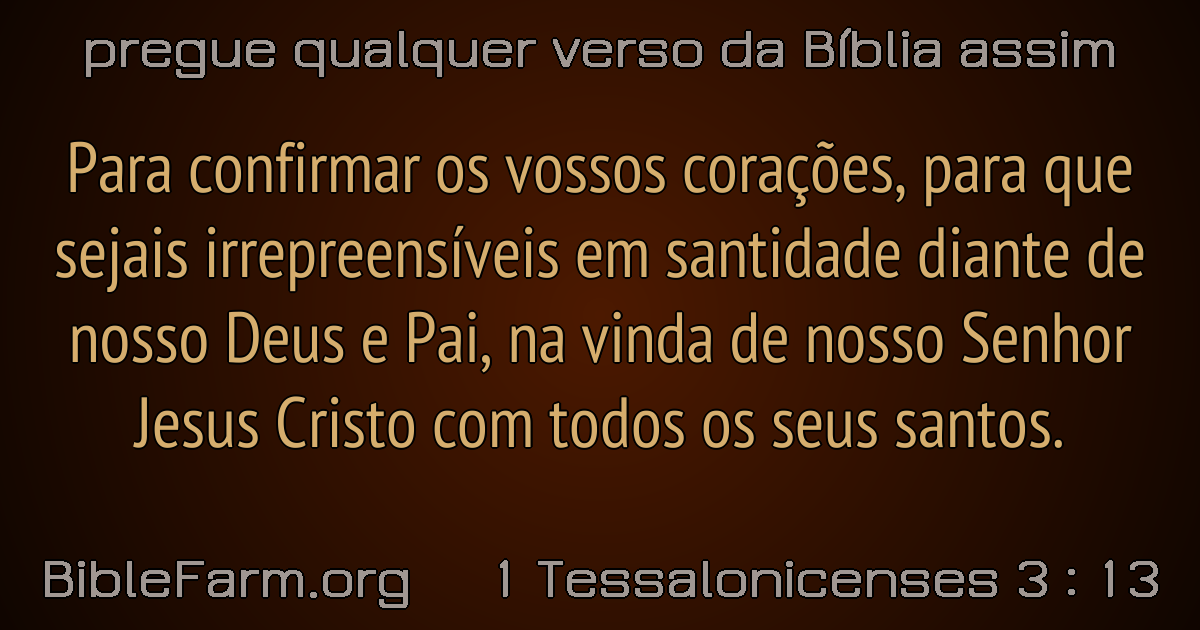 pregue qualquer verso da Bíblia assim
Para confirmar os vossos corações, para que
sejais irrepreensíveis em santidade diante de
nosso Deus e Pai, na vinda de nosso Senhor
Jesus Cristo com todos os seus santos.
BibleFarm.org 1 Tessalonicenses 3 : 13